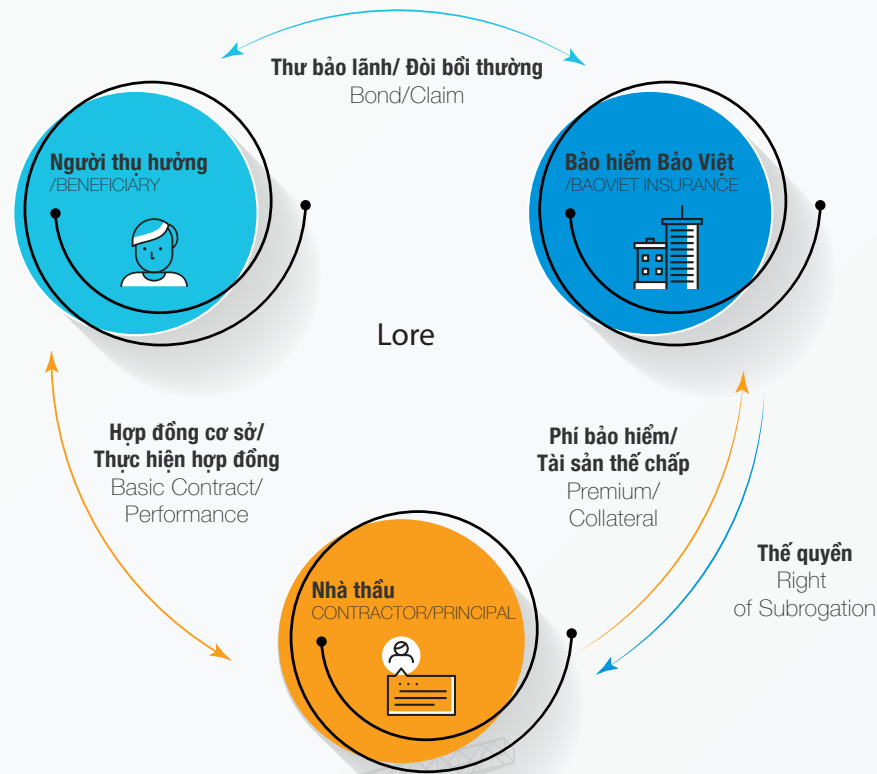 Thư bảo lãnh/ Đòi bồi thường
Bond/Claim
Người thụ hưởng
/BENEFICIARY
Bảo hiểm Bảo Việt
/BAOVIET INSURANCE
Lore
Hợp đồng cơ sở/
Thực hiện hợp đồng
Basic Contract/
Performance
Phí bảo hiểm/
Tài sản thế chấp
Premium/
Collateral
Thế quyền
Right
of Subrogation
Nhà thầu
CONTRACTOR/PRINCIPAL